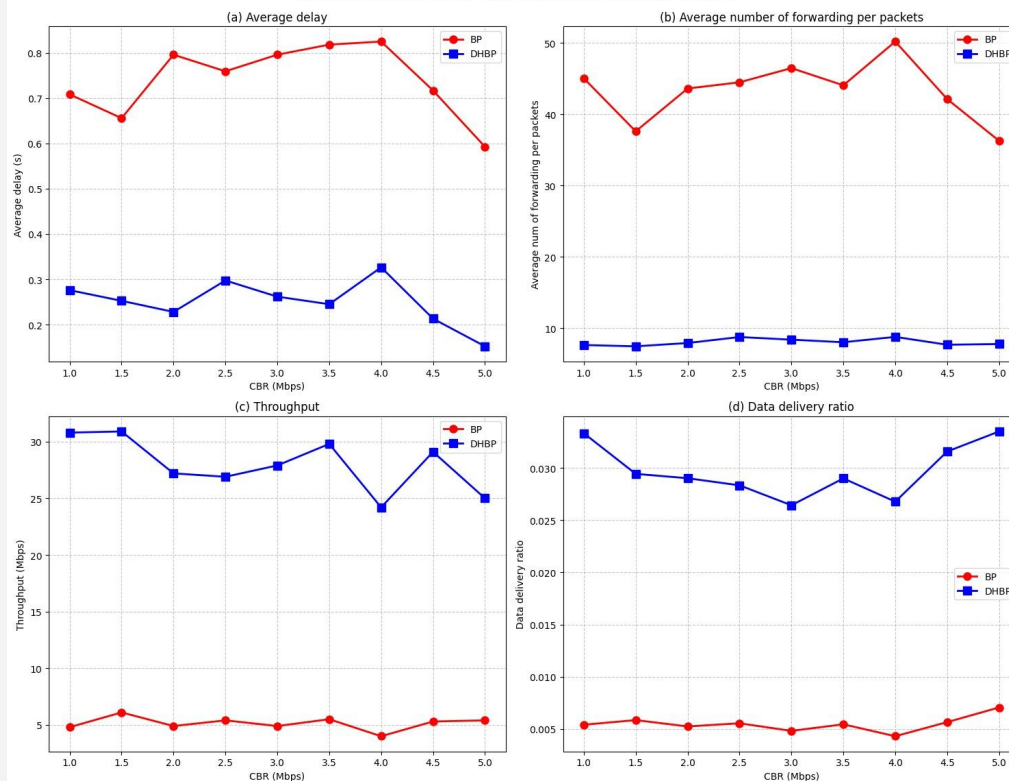 (a) Average delay
BP
DHBP
Average delay (s)
0.8
0.7
0.6
0.5
0.4
0.3
0.2
1.0 1.5 2.0 2.5 3.0 3.5 4.0 4.5 5.0
CBR (Mbps)
(b) Average number of forwarding per packets
BP
DHBP
Average num of forwarding per packets
50
40
30
20
10
1.0 1.5 2.0 2.5 3.0 3.5 4.0 4.5 5.0
CBR (Mbps)
(c) Throughput
BP
DHBP
Throughput (Mbps)
30
25
20
15
10
5
1.0 1.5 2.0 2.5 3.0 3.5 4.0 4.5 5.0
CBR (Mbps)
(d) Data delivery ratio
BP
DHBP
Data delivery ratio
0.030
0.025
0.020
0.015
0.010
0.005
1.0 1.5 2.0 2.5 3.0 3.5 4.0 4.5 5.0
CBR (Mbps)